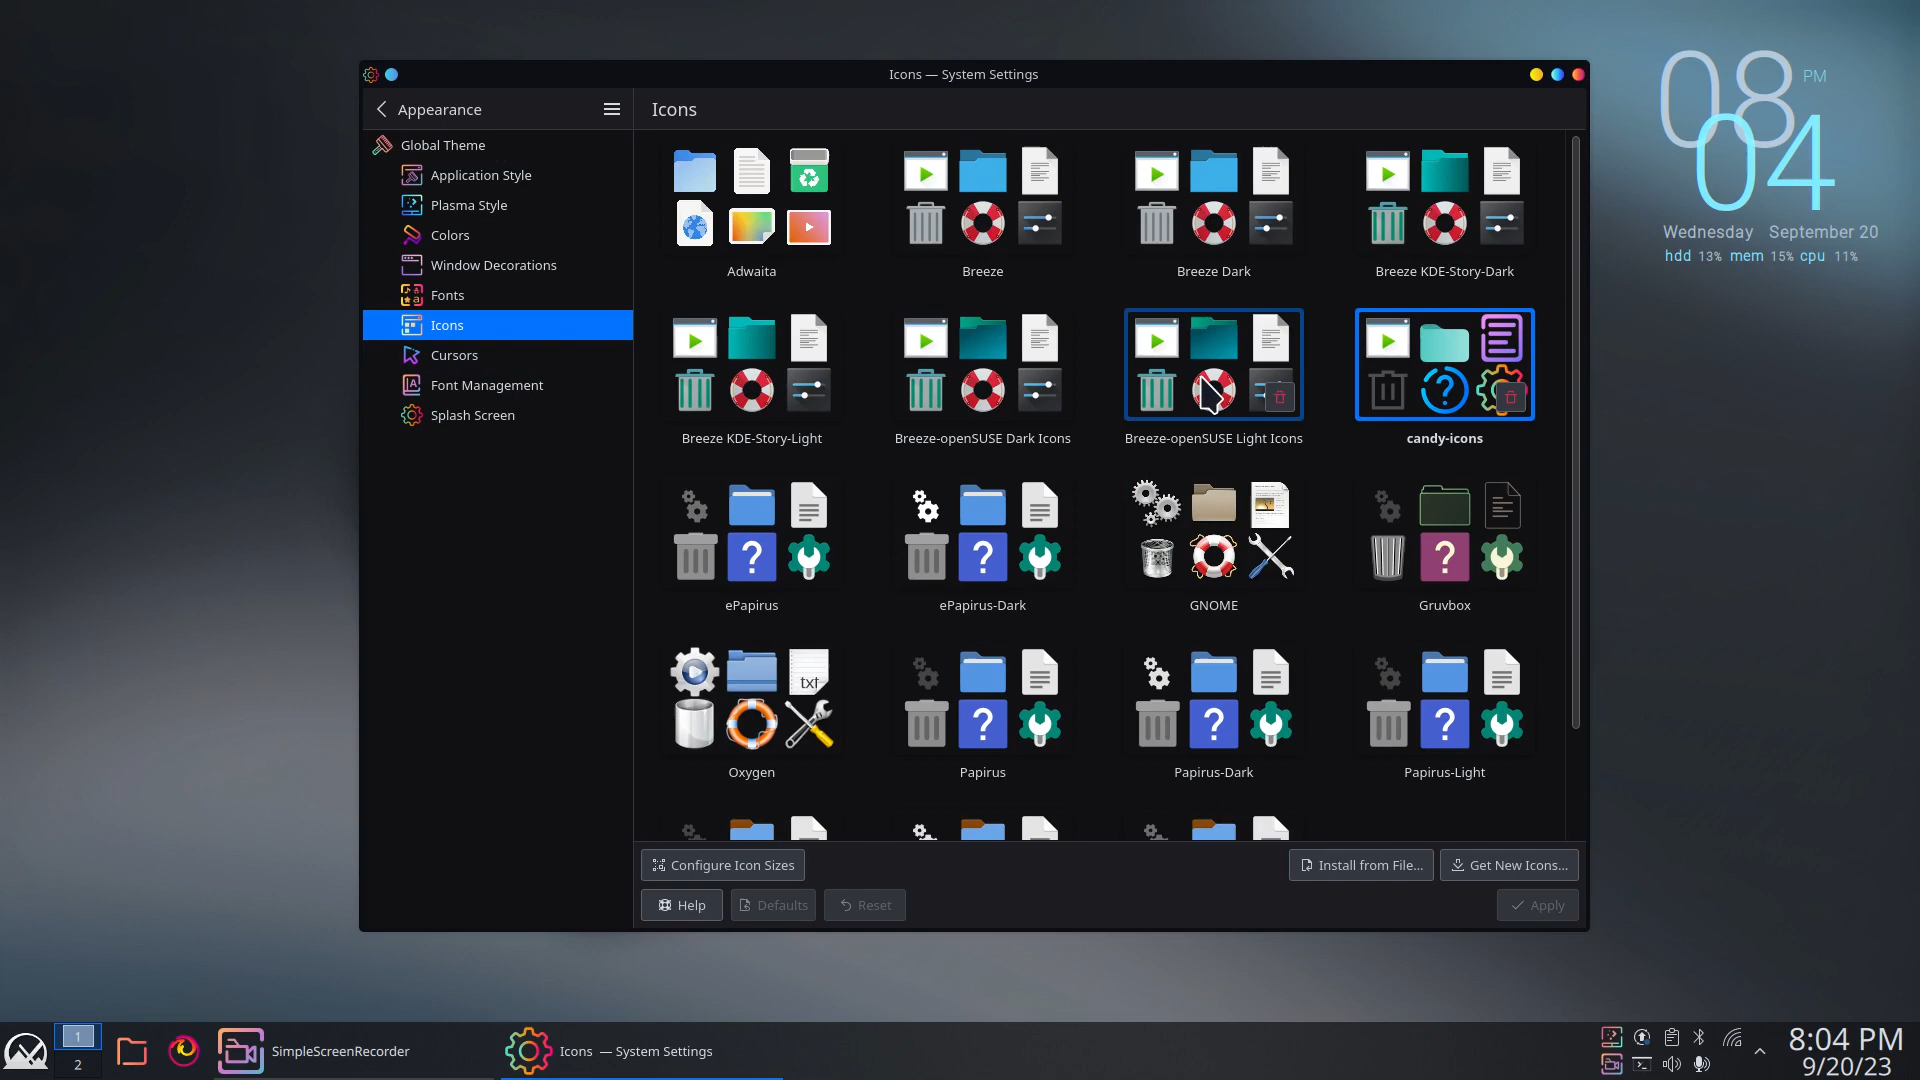 Icons — System Settings
Appearance
Icons
Global Theme
Application Style
Plasma Style
Colors
Window Decorations
Fonts
Icons
Cursors
Font Management
Splash Screen
Adwaita
Breeze
Breeze Dark
Breeze KDE-Story-Dark
Breeze KDE-Story-Light
Breeze-openSUSE Dark Icons
Breeze-openSUSE Light Icons
candy-icons
ePapirus
ePapirus-Dark
GNOME
Gruvbox
txt
Oxygen
Papirus
Papirus-Dark
Papirus-Light
Configure Icon Sizes
Install from File...
Get New Icons...
Help
Defaults
Reset
Apply
08 PM
04
Wednesday September 20
hdd 13% mem 15% cpu 11%
1
2
SimpleScreenRecorder
Icons — System Settings
8:04 PM
9/20/23